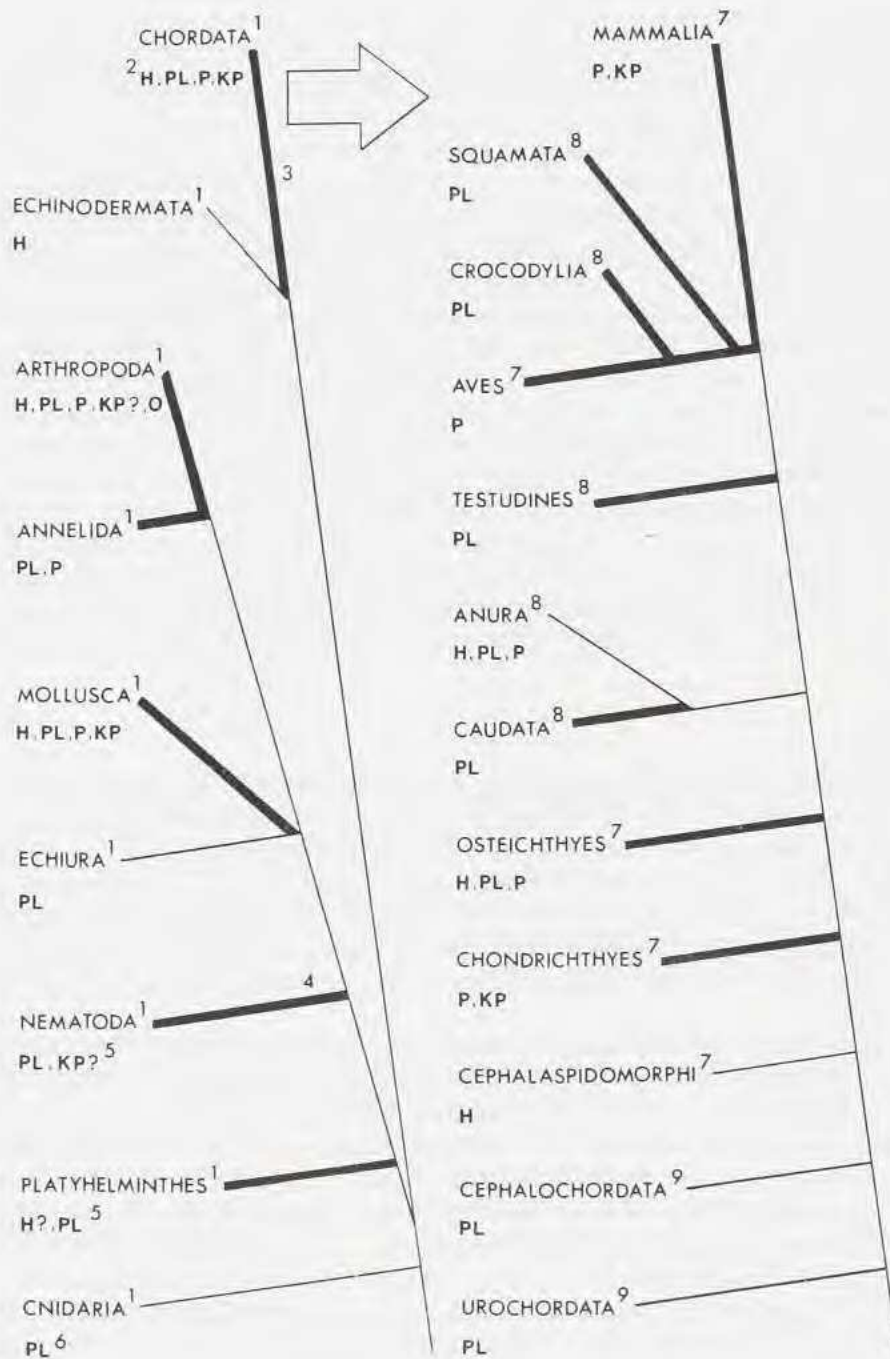 CHORDATA1
2H.PL.P.KP
3
ECHINODERMATA1
H
ARTHROPODA1
H.PL.P.KP?.O
ANNELIDA1
PL.P
MOLLUSCA1
H.PL.P.KP
ECHIURA1
PL
4
NEMATODA1
PL.KP?5
PLATYHELMINTHES1
H?.PL5
CNIDARIA1
PL6
MAMMALIA7
P.KP
SQUAMATA8
PL
CROCODYLIA8
PL
AVES7
P
TESTUDINES8
PL
ANURA8
H.PL.P
CAUDATA8
PL
OSTEICHTHYES7
H.PL.P
CHONDRICHTHYES7
P.KP
CEPHALASPIDOMORPHI7
H
CEPHALOCHORDATA9
PL
UROCHORDATA9
PL